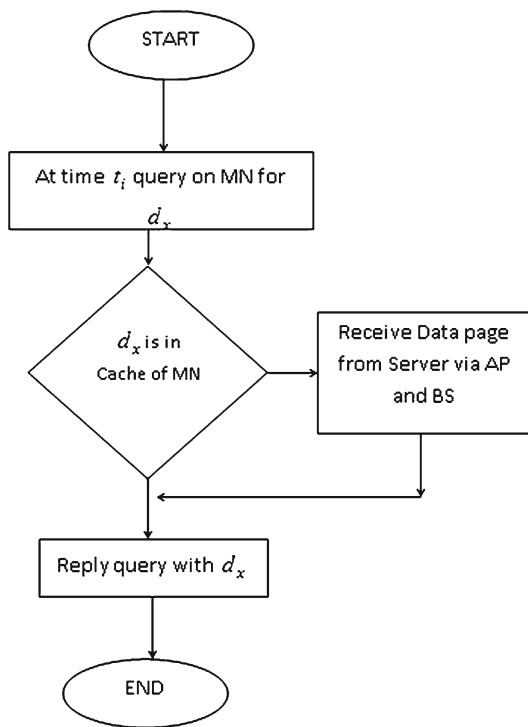 START
At time t_i query on MN for
d_x
d_x is in
Cache of MN
Receive Data page
from Server via AP
and BS
Reply query with d_x
END